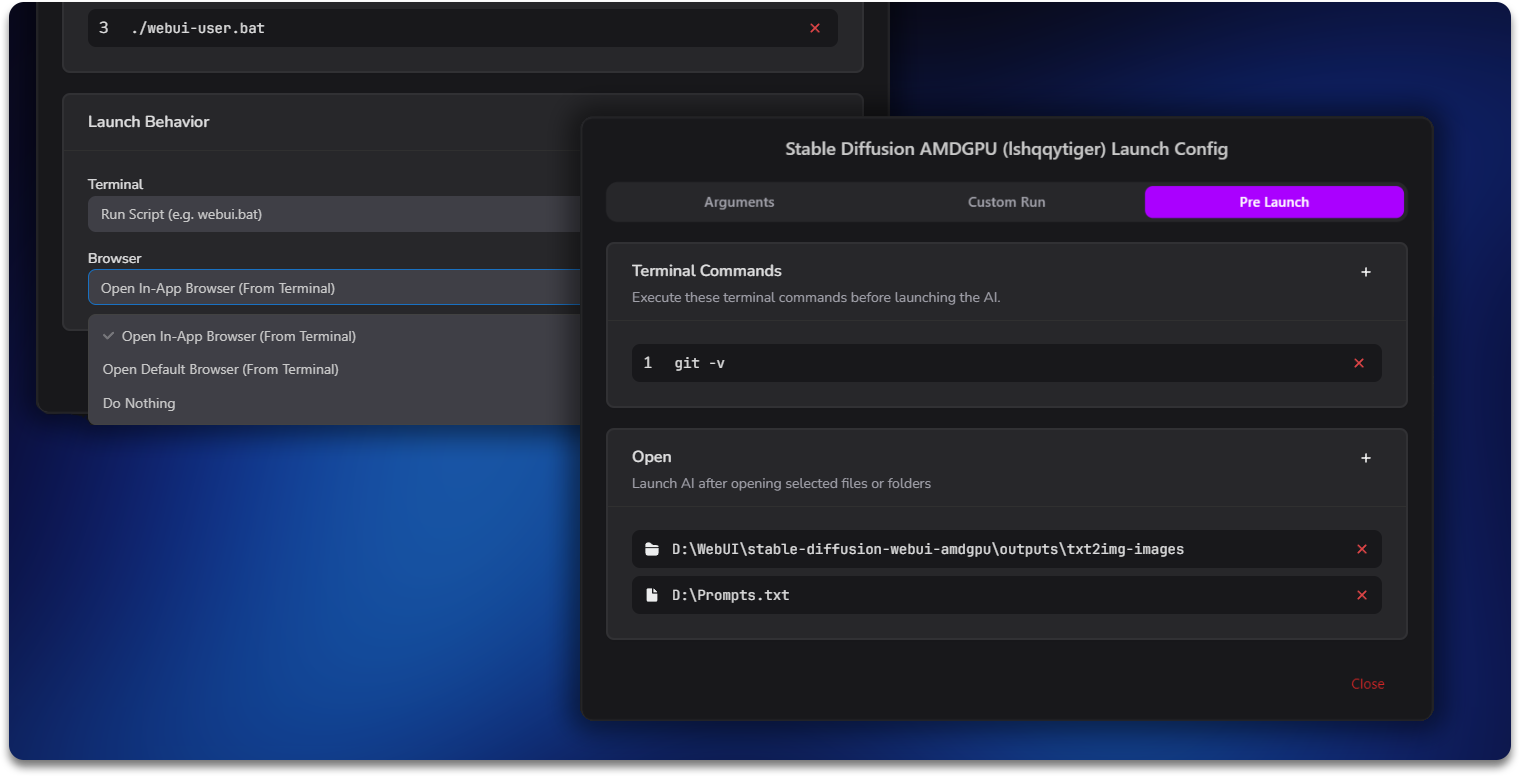 3 ./webui-user.bat
Launch Behavior
Terminal
Run Script (e.g. webui.bat)
Browser
Open In-App Browser (From Terminal)
Open In-App Browser (From Terminal)
Open Default Browser (From Terminal)
Do Nothing
Stable Diffusion AMDGPU (lshqqytiger) Launch Config
Arguments Custom Run Pre Launch
Terminal Commands
Execute these terminal commands before launching the AI.
1 git -v
Open
Launch AI after opening selected files or folders
D:\WebUI\stable-diffusion-webui-amdgpu\outputs\txt2img-images
D:\Prompts.txt
Close